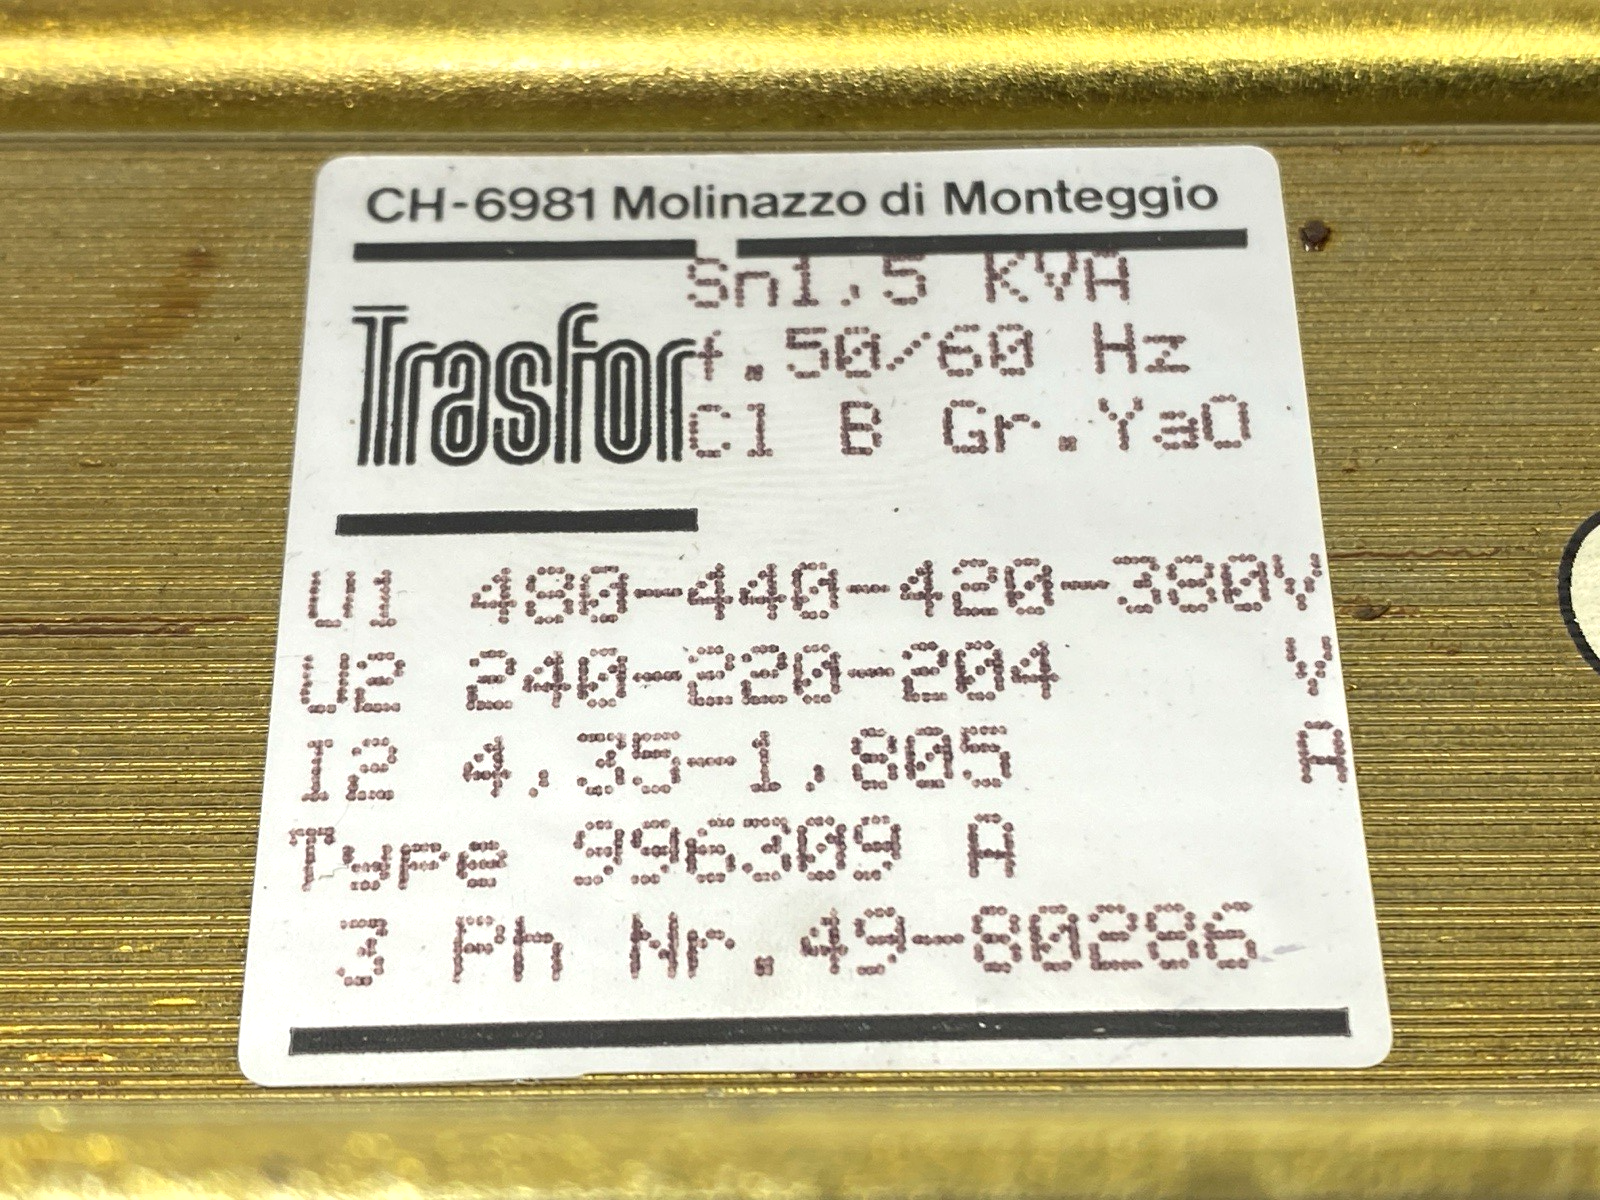 CH-6981 Molinazzo di Monteggio
Trasfor
Sn1,5 KVA
f.50/60 Hz
Cl B Gr.Ya0
U1 480-440-420-380V
U2 240-220-204 V
I2 4,35-1,805 A
Type 996309 A
3 Ph Nr.49-80286